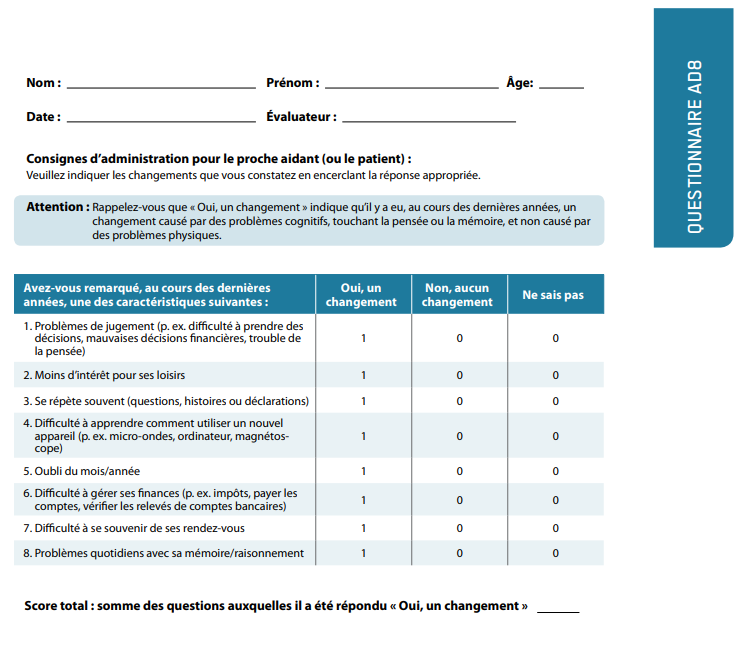 QUESTIONNAIRE AD8
Nom : ____________ Prénom : ____________ Âge: ______
Date : ____________ Évaluateur : ____________
Consignes d’administration pour le proche aidant (ou le patient) :
Veuillez indiquer les changements que vous constatez en encerclant la réponse appropriée.
Attention : Rappelez-vous que « Oui, un changement » indique qu’il y a eu, au cours des dernières années, un
changement causé par des problèmes cognitifs, touchant la pensée ou la mémoire, et non causé par
des problèmes physiques.
Avez-vous remarqué, au cours des dernières
années, une des caractéristiques suivantes :
Oui, un
changement
Non, aucun
changement
Ne sais pas
1. Problèmes de jugement (p. ex. difficulté à prendre des
décisions, mauvaises décisions financières, trouble de
la pensée)
1 0 0
2. Moins d’intérêt pour ses loisirs 1 0 0
3. Se répète souvent (questions, histoires ou déclarations) 1 0 0
4. Difficulté à apprendre comment utiliser un nouvel
appareil (p. ex. micro-ondes, ordinateur, magnétos-
cope)
1 0 0
5. Oubli du mois/année 1 0 0
6. Difficulté à gérer ses finances (p. ex. impôts, payer les
comptes, vérifier les relevés de comptes bancaires)
1 0 0
7. Difficulté à se souvenir de ses rendez-vous 1 0 0
8. Problèmes quotidiens avec sa mémoire/raisonnement 1 0 0
Score total : somme des questions auxquelles il a été répondu « Oui, un changement » ______